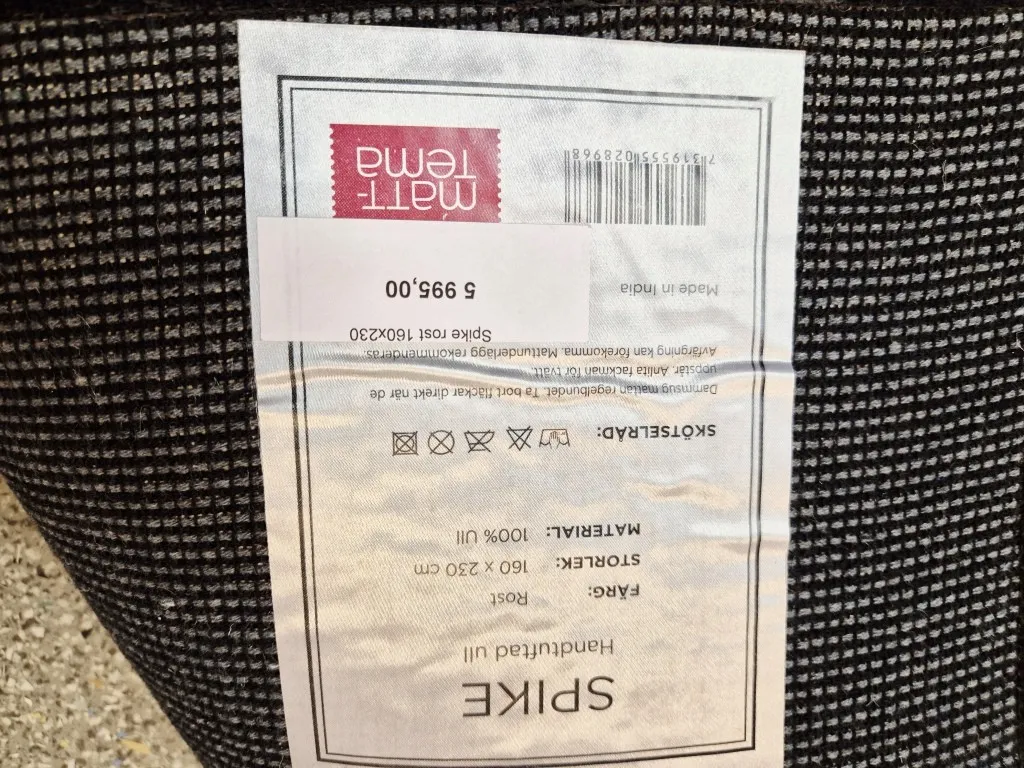 SPIKE
Handtuftad ull
FÄRG: Rost
STORLEK: 160 x 230 cm
MATERIAL: 100% Ull
SKÖTSELRÅD:
Dammsug mattan regelbundet. Ta bort fläckar direkt när de
uppstår. Anlita fackman för tvätt.
Avfärgning kan förekomma. Mattunderlägg rekommenderas.
Spike rost 160x230
5 995,00
Made in India
MATT-
TEMA
7319555028968